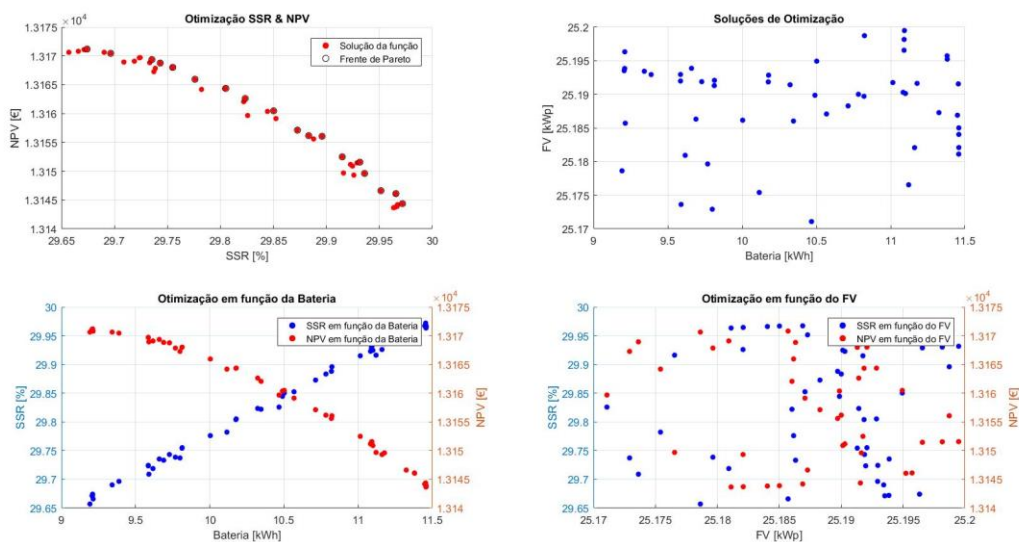 Otimização SSR & NPV
× 10⁴
1.3175
1.317
1.3165
1.316
1.3155
1.315
1.3145
1.314
NPV [€]
Solução da função
Frente de Pareto
29.65 29.7 29.75 29.8 29.85 29.9 29.95 30
SSR [%]
Soluções de Otimização
25.2
25.195
25.19
25.185
25.18
25.175
25.17
FV [kWp]
9 9.5 10 10.5 11 11.5
Bateria [kWh]
Otimização em função da Bateria
× 10⁴
30
29.95
29.9
29.85
29.8
29.75
29.7
29.65
SSR [%]
SSR em função da Bateria
NPV em função da Bateria
1.3175
1.317
1.3165
1.316
1.3155
1.315
1.3145
1.314
NPV [€]
9 9.5 10 10.5 11 11.5
Bateria [kWh]
Otimização em função do FV
× 10⁴
30
29.95
29.9
29.85
29.8
29.75
29.7
29.65
SSR [%]
SSR em função do FV
NPV em função do FV
1.3175
1.317
1.3165
1.316
1.3155
1.315
1.3145
1.314
NPV [€]
25.17 25.175 25.18 25.185 25.19 25.195 25.2
FV [kWp]